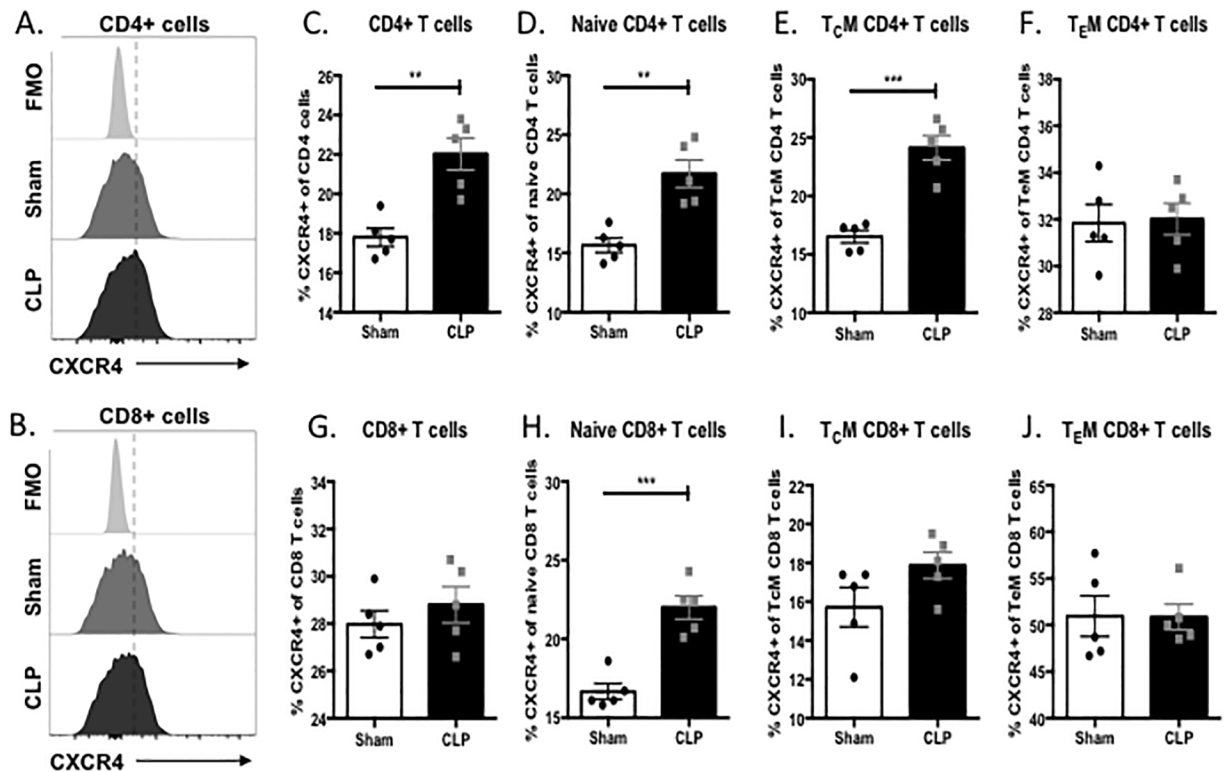 A.
CD4+ cells
FMO
Sham
CLP
CXCR4
C.
CD4+ T cells
% CXCR4+ of CD4 cells
26
24
22
20
18
16
14
**
Sham
CLP
D.
Naive CD4+ T cells
% CXCR4+ of naive CD4 T cells
30
25
20
15
10
**
Sham
CLP
E.
TCM CD4+ T cells
% CXCR4+ of TcM CD4 T cells
30
25
20
15
10
***
Sham
CLP
F.
TEM CD4+ T cells
% CXCR4+ of TeM CD4 T cells
38
36
34
32
30
28
Sham
CLP
B.
CD8+ cells
FMO
Sham
CLP
CXCR4
G.
CD8+ T cells
% CXCR4+ of CD8 T cells
34
32
30
28
26
24
Sham
CLP
H.
Naive CD8+ T cells
% CXCR4+ of naive CD8 T cells
30
25
20
15
***
Sham
CLP
I.
TCM CD8+ T cells
% CXCR4+ of TcM CD8 T cells
22
20
18
16
14
12
10
Sham
CLP
J.
TEM CD8+ T cells
% CXCR4+ of TeM CD8 T cells
65
60
55
50
45
40
Sham
CLP